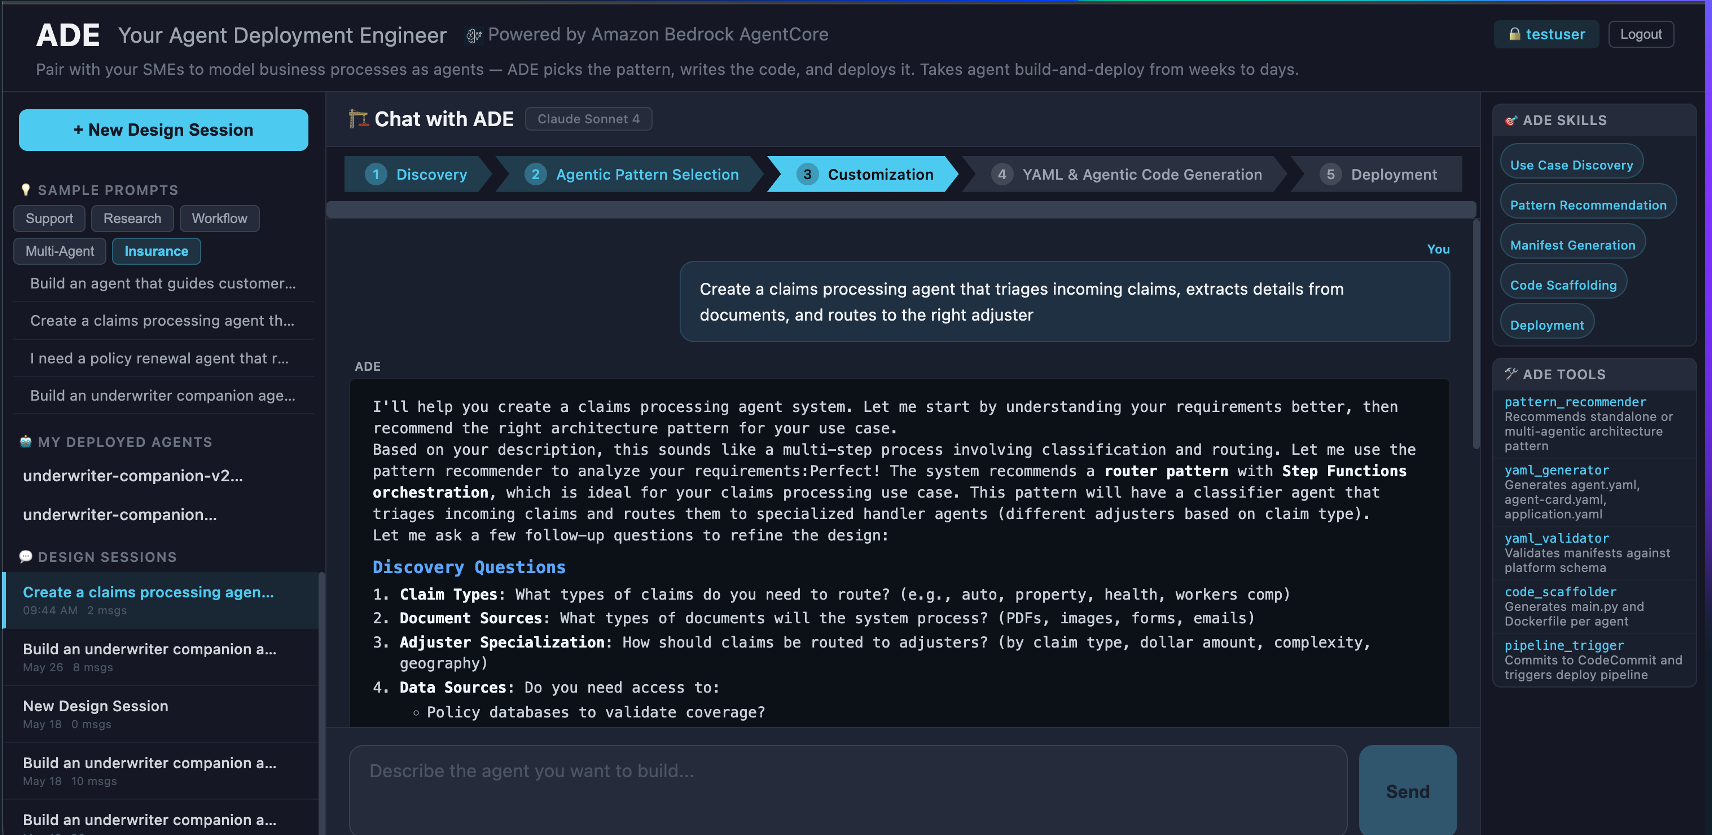 ADE Your Agent Deployment Engineer Powered by Amazon Bedrock AgentCore
testuser Logout
Pair with your SMEs to model business processes as agents — ADE picks the pattern, writes the code, and deploys it. Takes agent build-and-deploy from weeks to days.
+ New Design Session
SAMPLE PROMPTS
Support Research Workflow
Multi-Agent Insurance
Build an agent that guides customer...
Create a claims processing agent th...
I need a policy renewal agent that r...
Build an underwriter companion age...
MY DEPLOYED AGENTS
underwriter-companion-v2...
underwriter-companion...
DESIGN SESSIONS
Create a claims processing agen...
09:44 AM 2 msgs
Build an underwriter companion a...
May 26 8 msgs
New Design Session
May 18 0 msgs
Build an underwriter companion a...
May 18 10 msgs
Build an underwriter companion a...
Chat with ADE Claude Sonnet 4
1 Discovery 2 Agentic Pattern Selection 3 Customization 4 YAML & Agentic Code Generation 5 Deployment
You
Create a claims processing agent that triages incoming claims, extracts details from
documents, and routes to the right adjuster
ADE
I'll help you create a claims processing agent system. Let me start by understanding your requirements better, then
recommend the right architecture pattern for your use case.
Based on your description, this sounds like a multi-step process involving classification and routing. Let me use the
pattern recommender to analyze your requirements:Perfect! The system recommends a router pattern with Step Functions
orchestration, which is ideal for your claims processing use case. This pattern will have a classifier agent that
triages incoming claims and routes them to specialized handler agents (different adjusters based on claim type).
Let me ask a few follow-up questions to refine the design:
Discovery Questions
1. Claim Types: What types of claims do you need to route? (e.g., auto, property, health, workers comp)
2. Document Sources: What types of documents will the system process? (PDFs, images, forms, emails)
3. Adjuster Specialization: How should claims be routed to adjusters? (by claim type, dollar amount, complexity,
geography)
4. Data Sources: Do you need access to:
◦ Policy databases to validate coverage?
Describe the agent you want to build...
Send
ADE SKILLS
Use Case Discovery
Pattern Recommendation
Manifest Generation
Code Scaffolding
Deployment
ADE TOOLS
pattern_recommender
Recommends standalone or
multi-agentic architecture
pattern
yaml_generator
Generates agent.yaml,
agent-card.yaml,
application.yaml
yaml_validator
Validates manifests against
platform schema
code_scaffolder
Generates main.py and
Dockerfile per agent
pipeline_trigger
Commits to CodeCommit and
triggers deploy pipeline